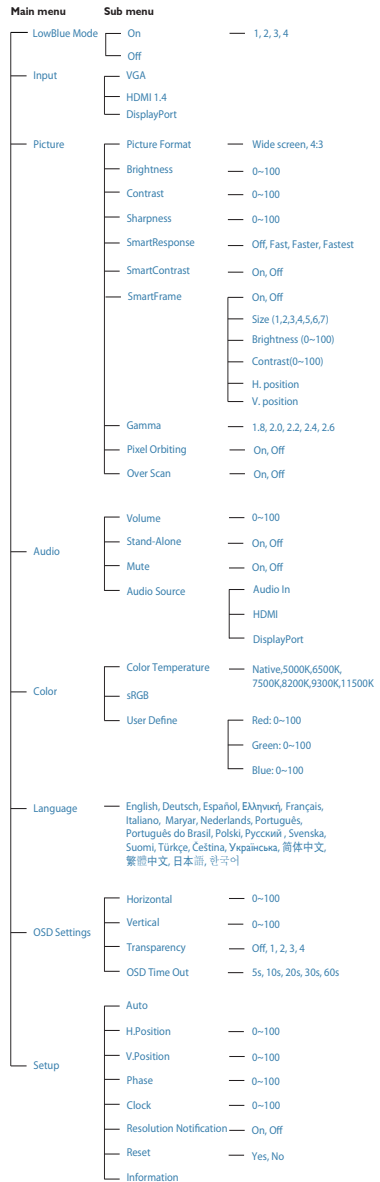 Main menu Sub menu
LowBlue Mode On 1, 2, 3, 4
Off
Input VGA
HDMI 1.4
DisplayPort
Picture Picture Format Wide screen, 4:3
Brightness 0~100
Contrast 0~100
Sharpness 0~100
SmartResponse Off, Fast, Faster, Fastest
SmartContrast On, Off
SmartFrame On, Off
Size (1,2,3,4,5,6,7)
Brightness (0~100)
Contrast(0~100)
H. position
V. position
Gamma 1.8, 2.0, 2.2, 2.4, 2.6
Pixel Orbiting On, Off
Over Scan On, Off
Volume 0~100
Stand-Alone On, Off
Audio
Mute On, Off
Audio Source Audio In
HDMI
DisplayPort
Color Temperature Native,5000K,6500K,
7500K,8200K,9300K,11500K
Color
sRGB
User Define Red: 0~100
Green: 0~100
Blue: 0~100
Language English, Deutsch, Español, Ελληνική, Français,
Italiano, Maryar, Nederlands, Português,
Português do Brasil, Polski, Русский , Svenska,
Suomi, Türkçe, Čeština, Українська, 简体中文,
繁體中文, 日本語, 한국어
Horizontal 0~100
Vertical 0~100
OSD Settings
Transparency Off, 1, 2, 3, 4
OSD Time Out 5s, 10s, 20s, 30s, 60s
Auto
H.Position 0~100
V.Position 0~100
Setup
Phase 0~100
Clock 0~100
Resolution Notification On, Off
Reset Yes, No
Information